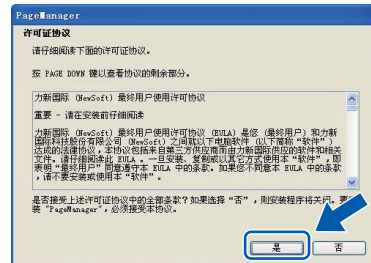 PageManager
许可证协议
请仔细阅读下面的许可证协议。
按 PAGE DOWN 键以查看协议的剩余部分。
力新国际 (NewSoft) 最终用户使用许可协议
重要 - 请在安装前仔细阅读
力新国际 (NewSoft) 最终用户使用许可协议 (EULA) 是您 (最终用户) 和力新
国际科技股份有限公司 (NewSoft) 之间就以下电脑软件 (以下简称 "软件" )
达成的法律协议,本协议包括来自第三方供应商而由力新国际供应的软件和相关
文件。请仔细阅读此 EULA 。一旦安装、复制或以其它方式使用本 "软件" ,即
表明 "最终用户" 同意遵守本 EULA 中的条款。如果您不同意本 EULA 中的条款
,请不要安装或使用本 "软件" 。
是否接受上述许可证协议中的全部条款?如果选择 "否" ,则安装程序将关闭。要
装 "PageManager" ,必须接受本协议。
是
否